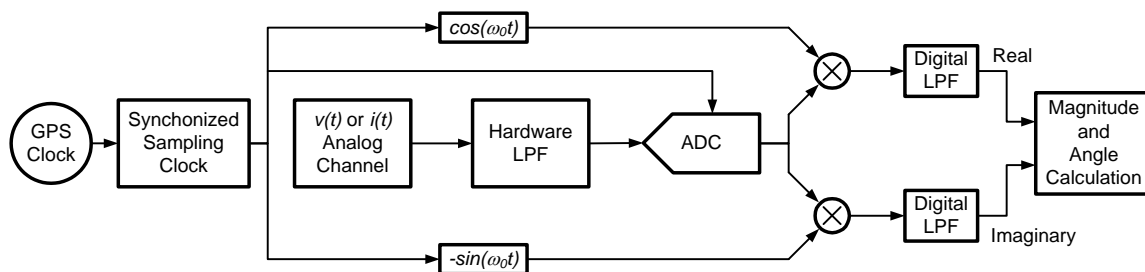 cos(ω₀t)
GPS
Clock
Synchonized
Sampling
Clock
v(t) or i(t)
Analog
Channel
Hardware
LPF
ADC
Digital
LPF
Real
Magnitude
and
Angle
Calculation
Digital
LPF
Imaginary
-sin(ω₀t)